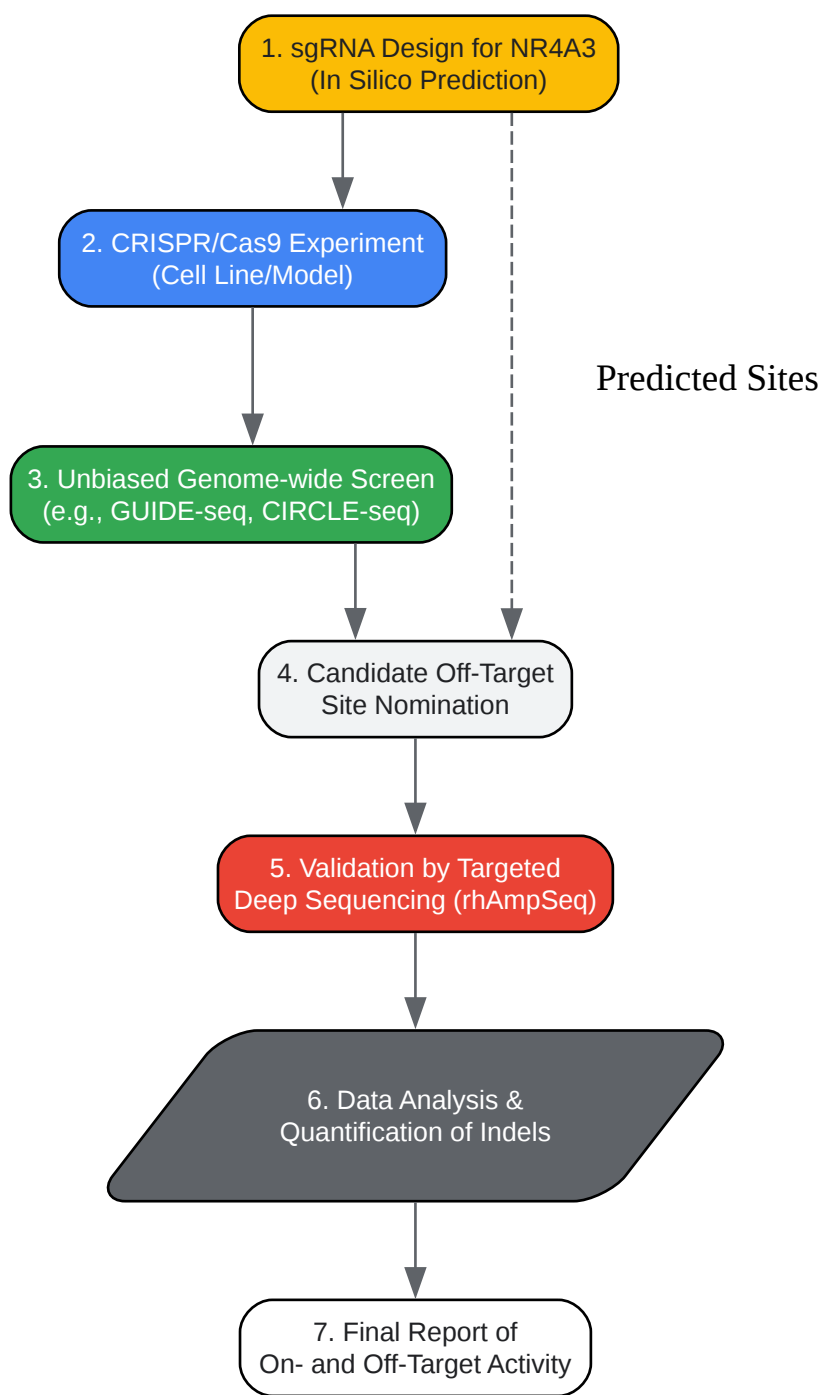 1. sgRNA Design for NR4A3
(In Silico Prediction)
2. CRISPR/Cas9 Experiment
(Cell Line/Model)
Predicted Sites
3. Unbiased Genome-wide Screen
(e.g., GUIDE-seq, CIRCLE-seq)
4. Candidate Off-Target
Site Nomination
5. Validation by Targeted
Deep Sequencing (rhAmpSeq)
6. Data Analysis &
Quantification of Indels
7. Final Report of
On- and Off-Target Activity